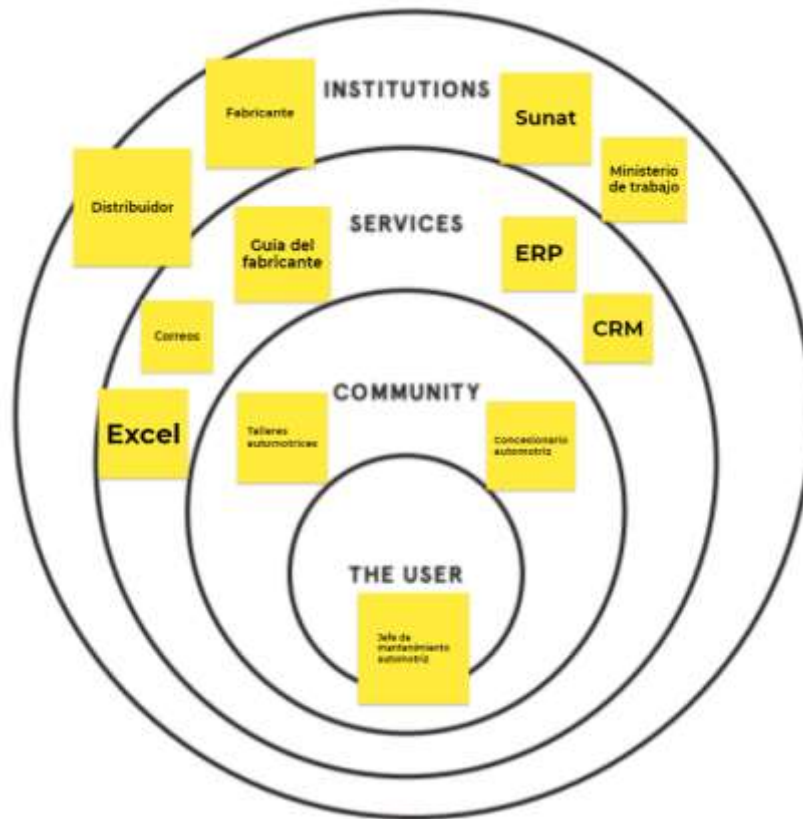 INSTITUTIONS
Fabricante
Sunat
Ministerio
de trabajo
Distribuidor
SERVICES
Guía del
fabricante
ERP
Correos
CRM
COMMUNITY
Excel
Talleres
automotrices
Concesionario
automotriz
THE USER
Jefe de
mantenimiento
automotriz